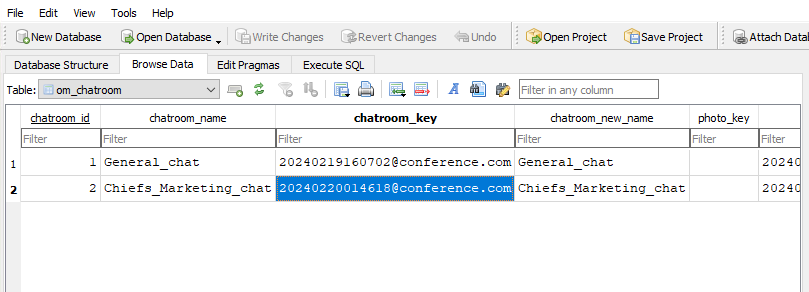 File Edit View Tools Help
New Database Open Database Write Changes Revert Changes Undo Open Project Save Project Attach Data
Database Structure Browse Data Edit Pragmas Execute SQL
Table: om_chatroom Filter in any column
chatroom_id chatroom_name chatroom_key chatroom_new_name photo_key
Filter Filter Filter Filter Filter
1 1 General_chat 20240219160702@conference.com General_chat 20240
2 2 Chiefs_Marketing_chat 20240220014618@conference.com Chiefs_Marketing_chat 20240